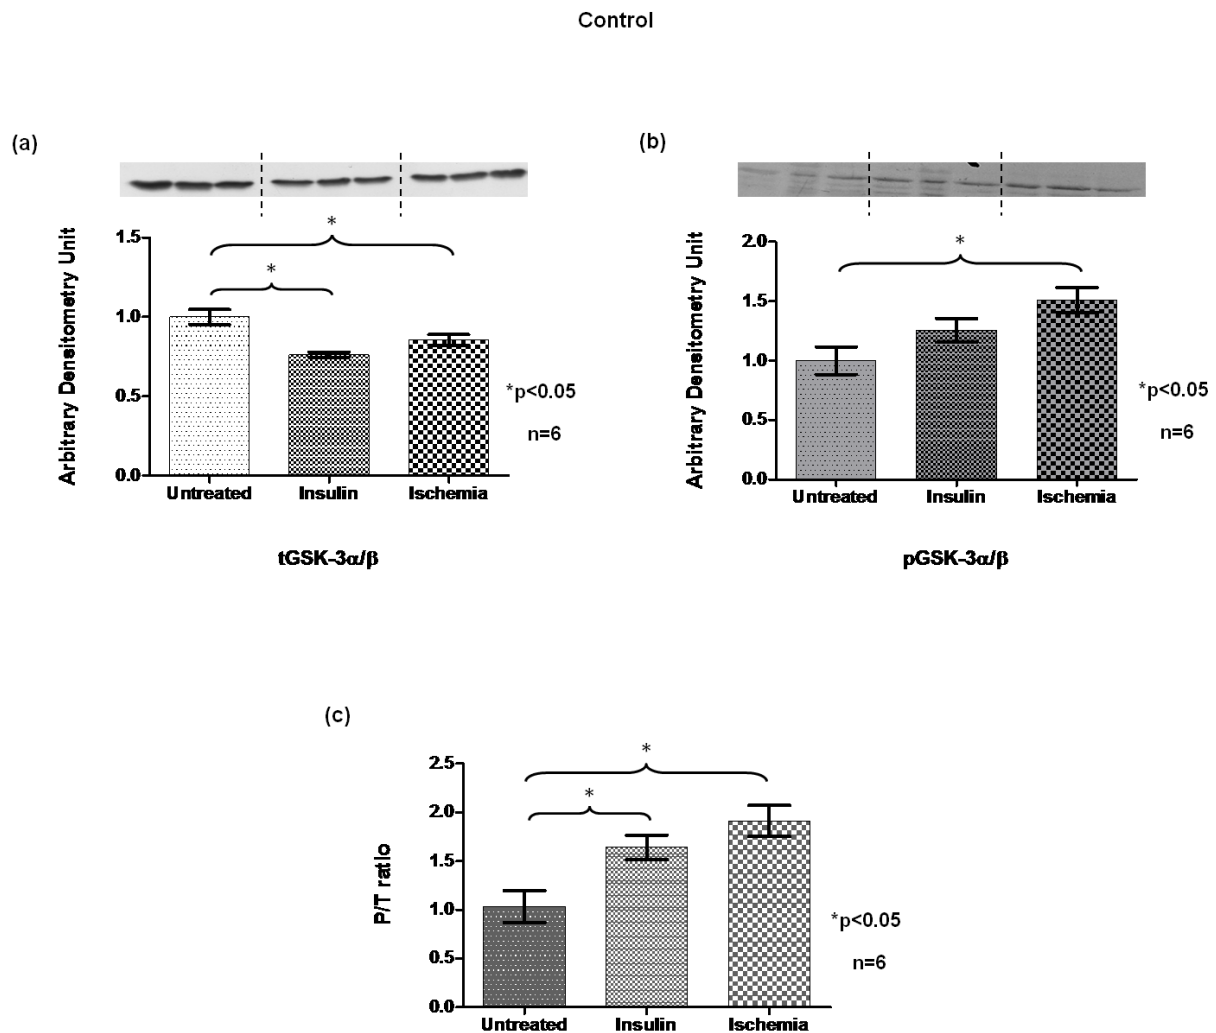 Control
(a)
*
*
Arbitrary Densitometry Unit
1.5
1.0
0.5
0.0
Untreated Insulin Ischemia
*p<0.05
n=6
tGSK-3α/β
(b)
*
Arbitrary Densitometry Unit
2.0
1.5
1.0
0.5
0.0
Untreated Insulin Ischemia
*p<0.05
n=6
pGSK-3α/β
(c)
*
*
P/T ratio
2.5
2.0
1.5
1.0
0.5
0.0
Untreated Insulin Ischemia
*p<0.05
n=6